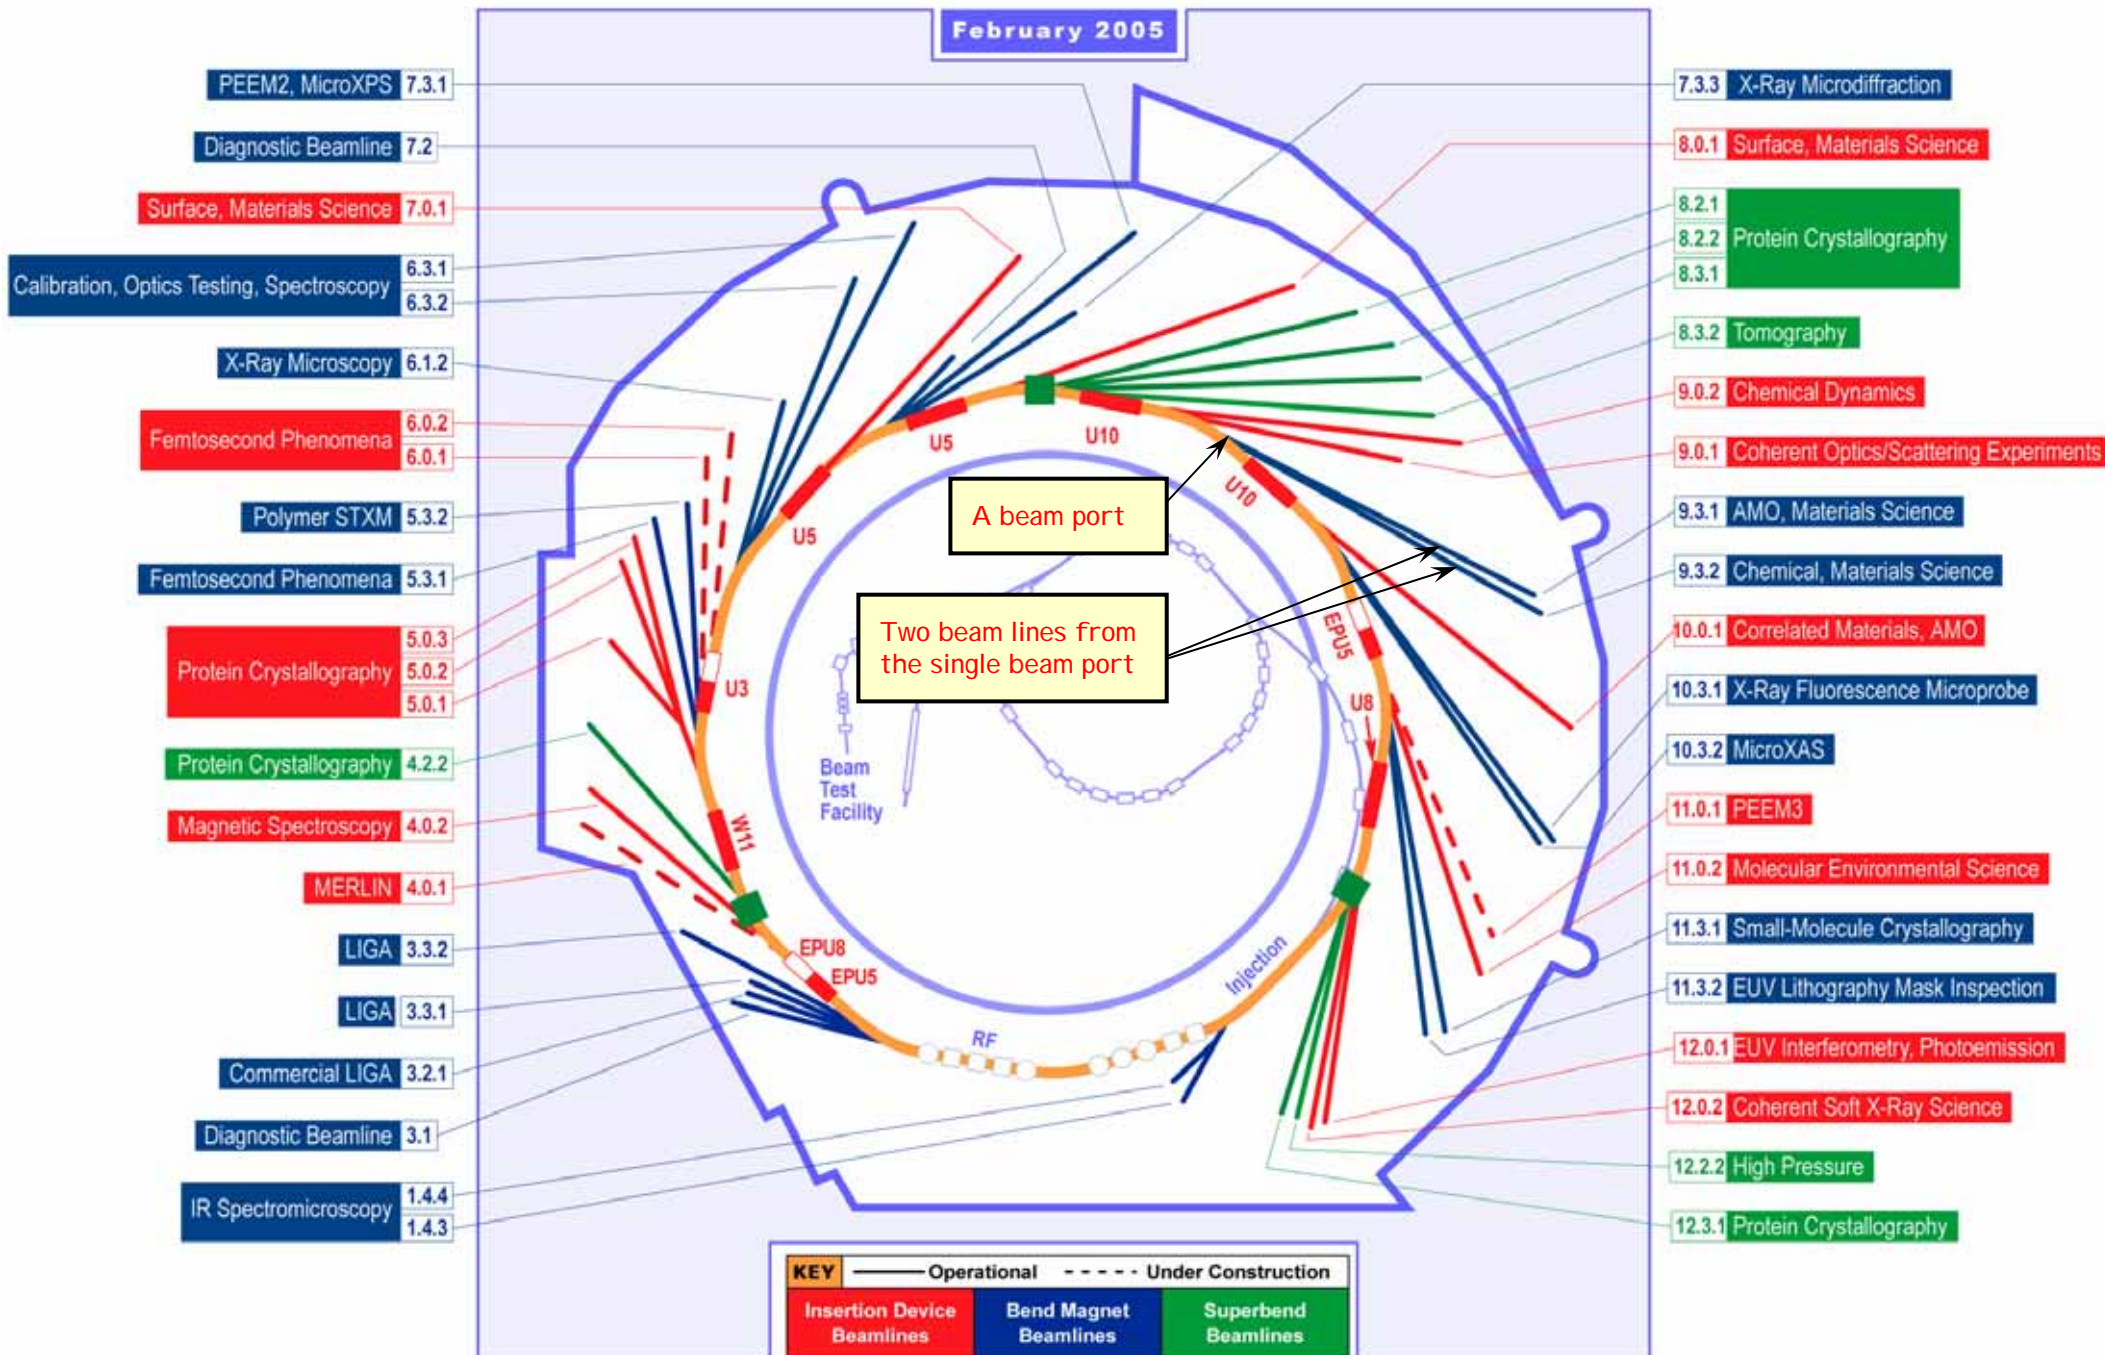 February 2005
PEEM2, MicroXPS 7.3.1
Diagnostic Beamline 7.2
Surface, Materials Science 7.0.1
Calibration, Optics Testing, Spectroscopy
6.3.1
6.3.2
X-Ray Microscopy 6.1.2
Femtosecond Phenomena
6.0.2
6.0.1
Polymer STXM 5.3.2
Femtosecond Phenomena 5.3.1
Protein Crystallography
5.0.3
5.0.2
5.0.1
Protein Crystallography 4.2.2
Magnetic Spectroscopy 4.0.2
MERLIN 4.0.1
LIGA 3.3.2
LIGA 3.3.1
Commercial LIGA 3.2.1
Diagnostic Beamline 3.1
IR Spectromicroscopy
1.4.4
1.4.3
7.3.3 X-Ray Microdiffraction
8.0.1 Surface, Materials Science
8.2.1
8.2.2
8.3.1
Protein Crystallography
8.3.2 Tomography
9.0.2 Chemical Dynamics
9.0.1 Coherent Optics/Scattering Experiments
9.3.1 AMO, Materials Science
9.3.2 Chemical, Materials Science
10.0.1 Correlated Materials, AMO
10.3.1 X-Ray Fluorescence Microprobe
10.3.2 MicroXAS
11.0.1 PEEM3
11.0.2 Molecular Environmental Science
11.3.1 Small-Molecule Crystallography
11.3.2 EUV Lithography Mask Inspection
12.0.1 EUV Interferometry, Photoemission
12.0.2 Coherent Soft X-Ray Science
12.2.2 High Pressure
12.3.1 Protein Crystallography
U5
U10
U10
U5
A beam port
Two beam lines from
the single beam port
EPU5
U8
U3
W11
Beam
Test
Facility
EPU8
EPU5
RF
Injection
KEY Operational Under Construction
Insertion Device
Beamlines
Bend Magnet
Beamlines
Superbend
Beamlines